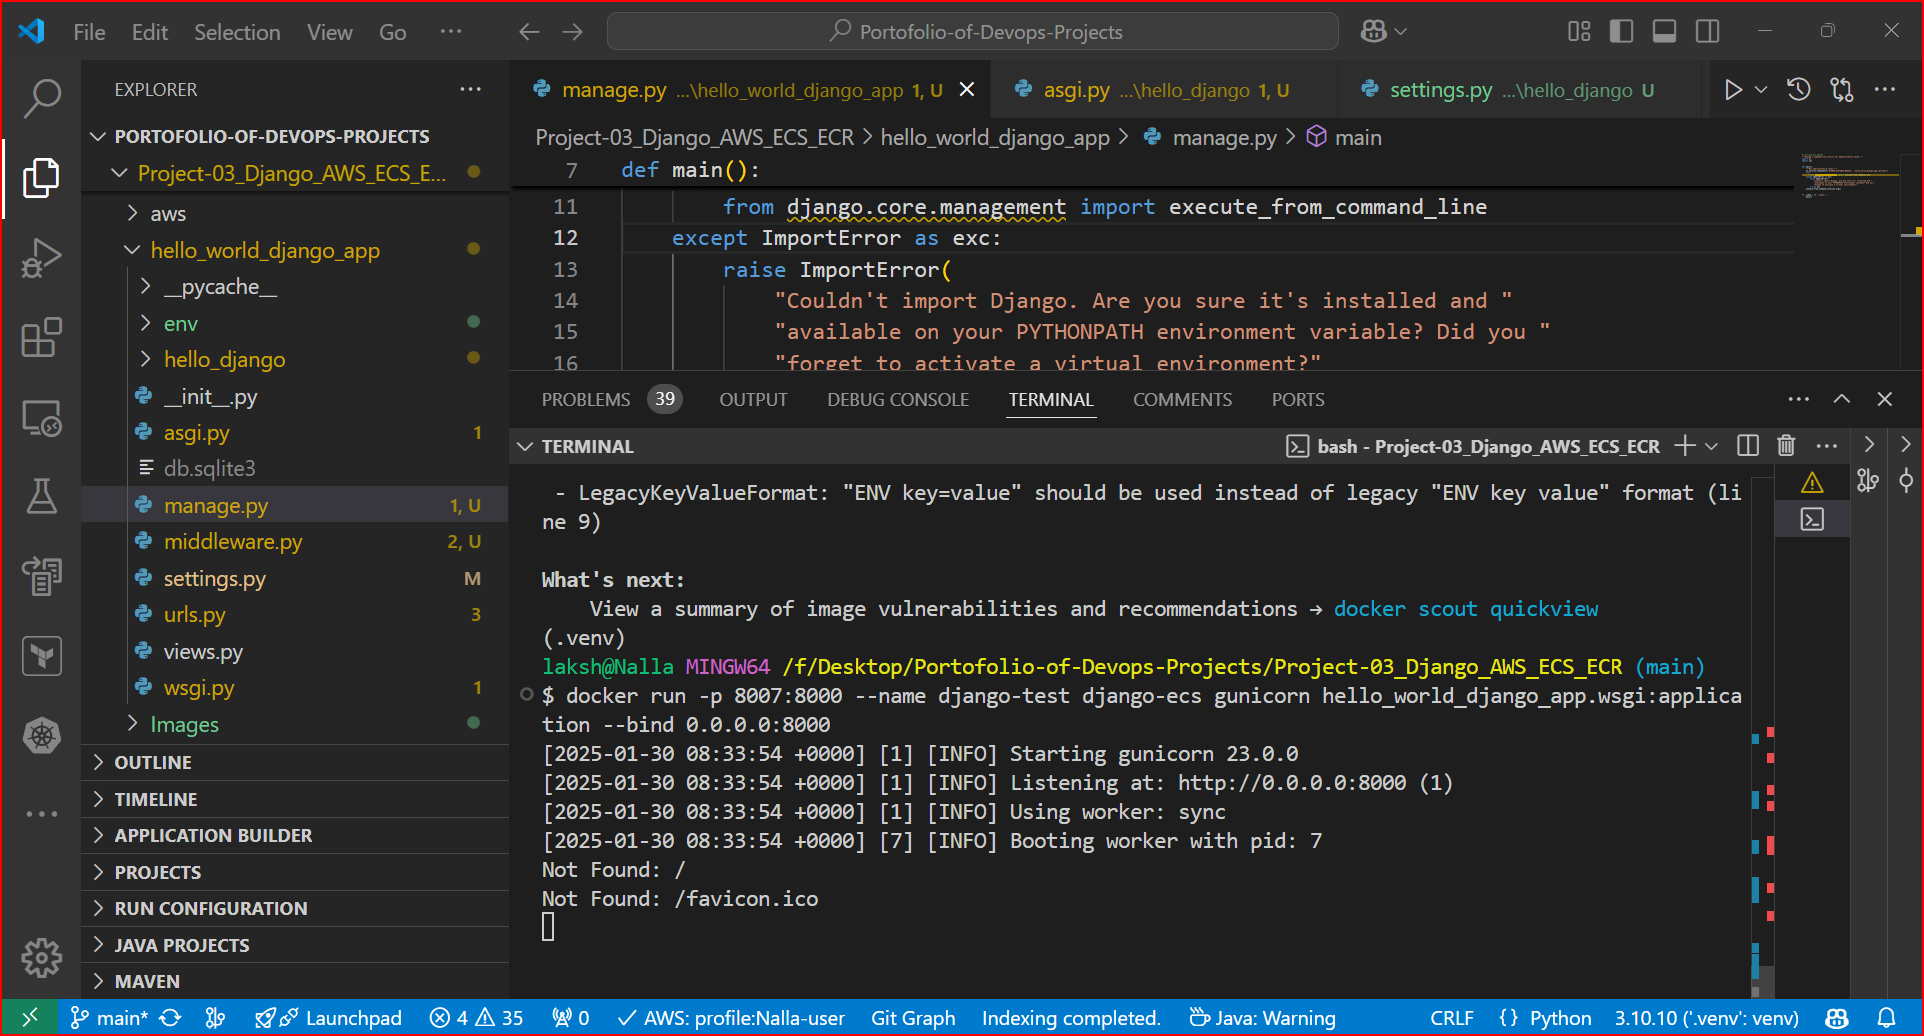 File Edit Selection View Go ···
Portofolio-of-Devops-Projects
EXPLORER
PORTOFOLIO-OF-DEVOPS-PROJECTS
Project-03_Django_AWS_ECS_E...
aws
hello_world_django_app
__pycache__
env
hello_django
__init__.py
asgi.py 1
db.sqlite3
manage.py 1, U
middleware.py 2, U
settings.py M
urls.py 3
views.py
wsgi.py 1
Images
OUTLINE
TIMELINE
APPLICATION BUILDER
PROJECTS
RUN CONFIGURATION
JAVA PROJECTS
MAVEN
manage.py ...\hello_world_django_app 1, U
asgi.py ...\hello_django 1, U
settings.py ...\hello_django U
Project-03_Django_AWS_ECS_ECR > hello_world_django_app > manage.py > main
7 def main():
11 from django.core.management import execute_from_command_line
12 except ImportError as exc:
13 raise ImportError(
14 "Couldn't import Django. Are you sure it's installed and "
15 "available on your PYTHONPATH environment variable? Did you "
16 "forget to activate a virtual environment?"
PROBLEMS 39 OUTPUT DEBUG CONSOLE TERMINAL COMMENTS PORTS
TERMINAL
bash - Project-03_Django_AWS_ECS_ECR
- LegacyKeyValueFormat: "ENV key=value" should be used instead of legacy "ENV key value" format (li
ne 9)
What's next:
View a summary of image vulnerabilities and recommendations → docker scout quickview
(.venv)
laksh@Nalla MINGW64 /f/Desktop/Portofolio-of-Devops-Projects/Project-03_Django_AWS_ECS_ECR (main)
$ docker run -p 8007:8000 --name django-test django-ecs gunicorn hello_world_django_app.wsgi:applica
tion --bind 0.0.0.0:8000
[2025-01-30 08:33:54 +0000] [1] [INFO] Starting gunicorn 23.0.0
[2025-01-30 08:33:54 +0000] [1] [INFO] Listening at: http://0.0.0.0:8000 (1)
[2025-01-30 08:33:54 +0000] [1] [INFO] Using worker: sync
[2025-01-30 08:33:54 +0000] [7] [INFO] Booting worker with pid: 7
Not Found: /
Not Found: /favicon.ico
main* Launchpad 4 35 0 AWS: profile:Nalla-user Git Graph Indexing completed. Java: Warning CRLF {} Python 3.10.10 ('.venv': venv)